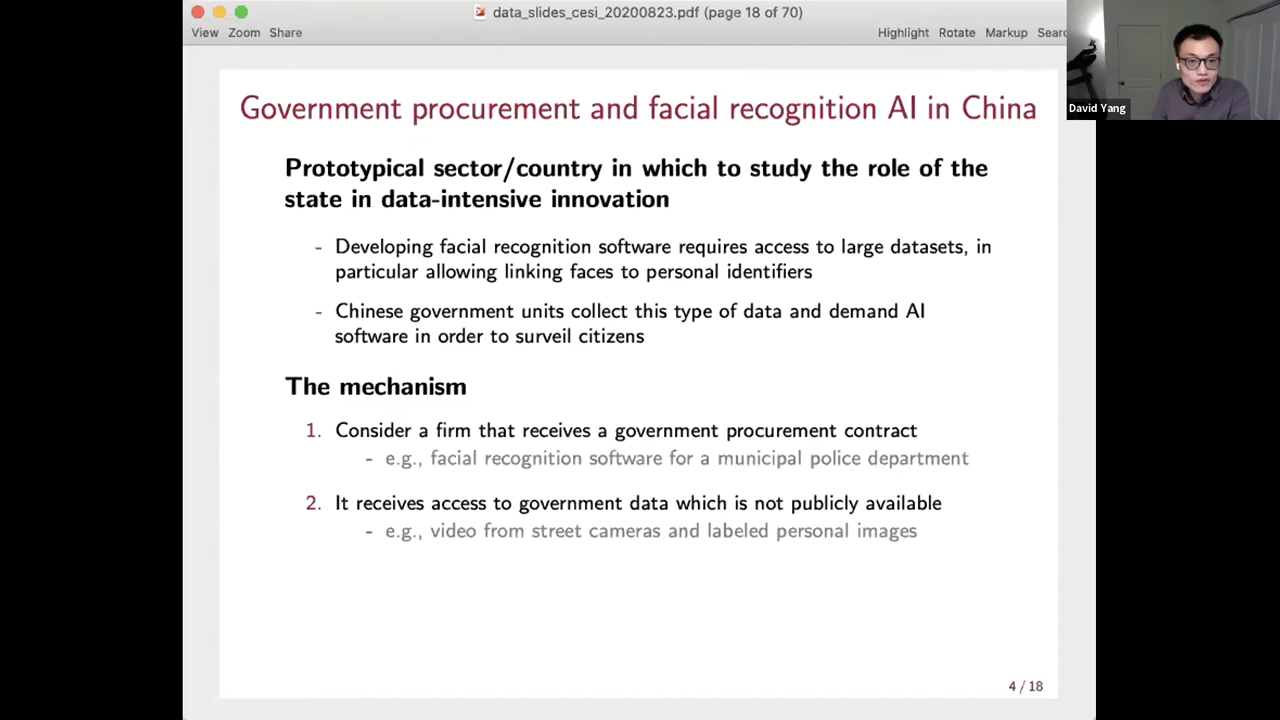 data_slides_cesi_20200823.pdf (page 18 of 70)
View Zoom Share Highlight Rotate Markup
David Yang
Government procurement and facial recognition AI in China
Prototypical sector/country in which to study the role of the
state in data-intensive innovation
- Developing facial recognition software requires access to large datasets, in
particular allowing linking faces to personal identifiers
- Chinese government units collect this type of data and demand AI
software in order to surveil citizens
The mechanism
1. Consider a firm that receives a government procurement contract
- e.g., facial recognition software for a municipal police department
2. It receives access to government data which is not publicly available
- e.g., video from street cameras and labeled personal images
4 / 18